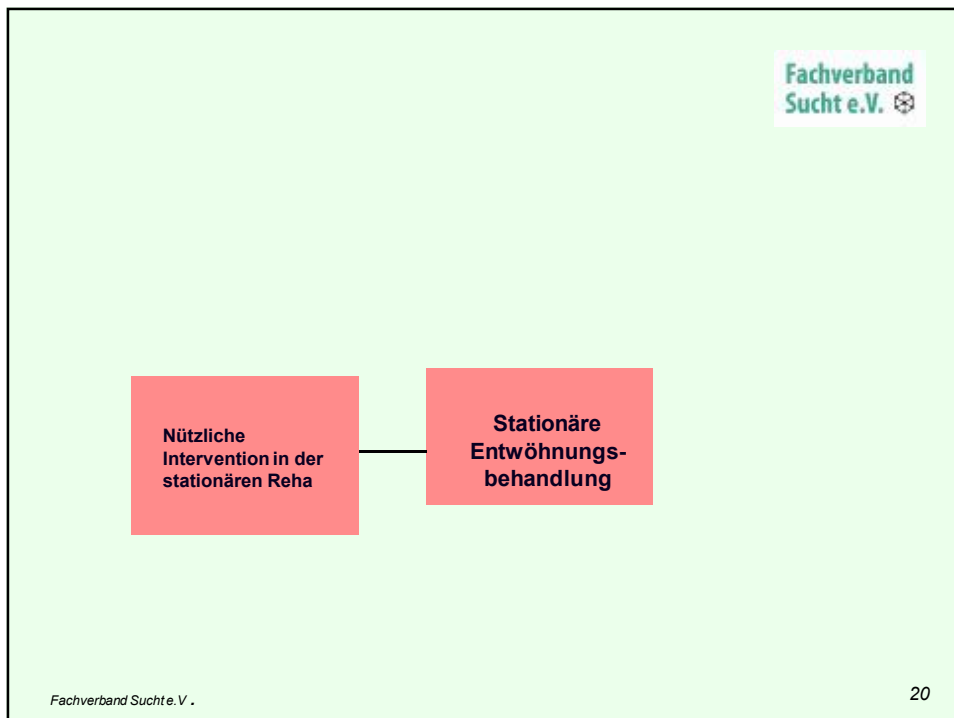 Fachverband
Sucht e.V.
Nützliche
Intervention in der
stationären Reha
Stationäre
Entwöhnungs-
behandlung
Fachverband Sucht e.V .
20